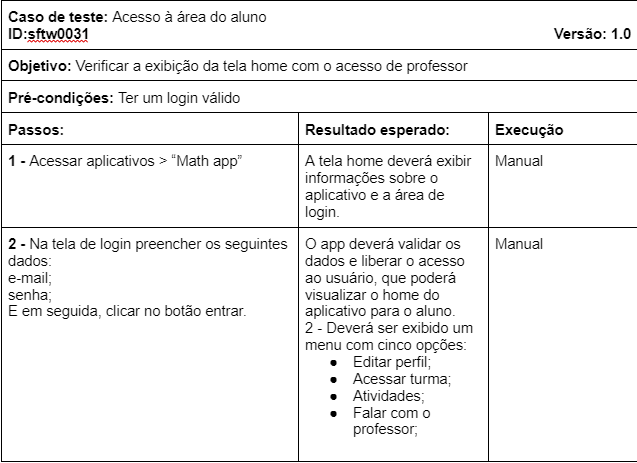 Caso de teste: Acesso à área do aluno
ID:sftw0031 Versão: 1.0
Objetivo: Verificar a exibição da tela home com o acesso de professor
Pré-condições: Ter um login válido
Passos: Resultado esperado: Execução
1 - Acessar aplicativos > “Math app”
A tela home deverá exibir
informações sobre o
aplicativo e a área de
login.
Manual
2 - Na tela de login preencher os seguintes
dados:
e-mail;
senha;
E em seguida, clicar no botão entrar.
O app deverá validar os
dados e liberar o acesso
ao usuário, que poderá
visualizar o home do
aplicativo para o aluno.
2 - Deverá ser exibido um
menu com cinco opções:
● Editar perfil;
● Acessar turma;
● Atividades;
● Falar com o
professor;
Manual